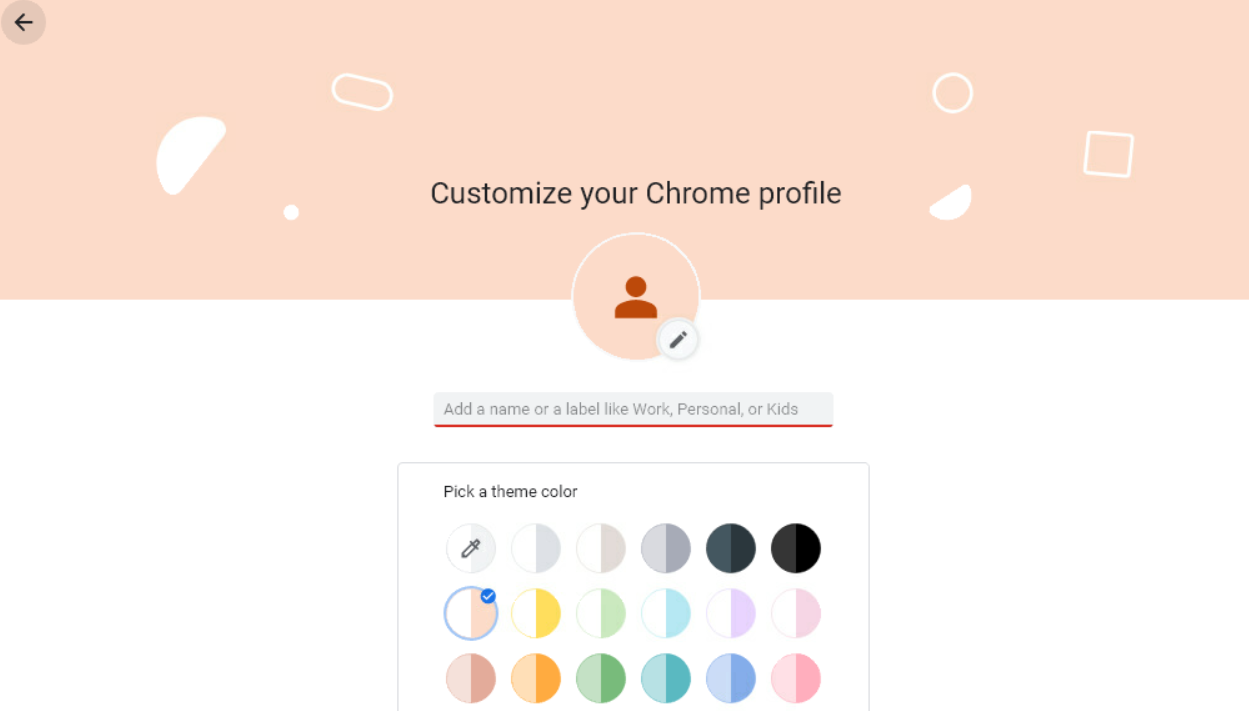 Customize your Chrome profile
Add a name or a label like Work, Personal, or Kids
Pick a theme color